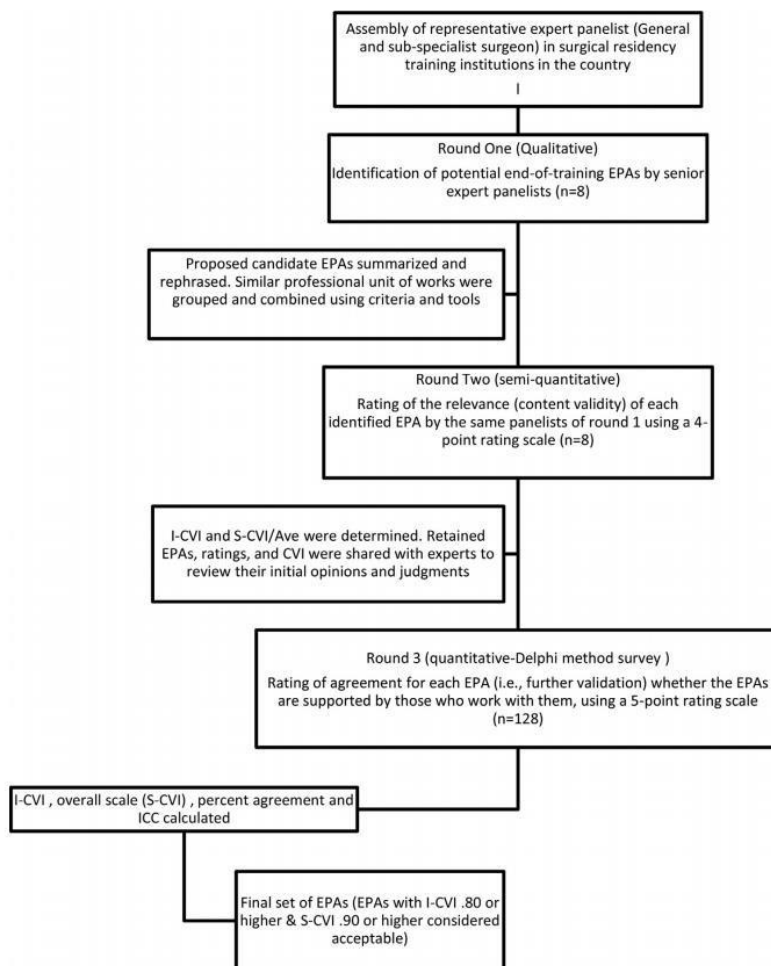 Assembly of representative expert panelist (General
and sub-specialist surgeon) in surgical residency
training institutions in the country
I
Round One (Qualitative)
Identification of potential end-of-training EPAs by senior
expert panelists (n=8)
Proposed candidate EPAs summarized and
rephrased. Similar professional unit of works were
grouped and combined using criteria and tools
Round Two (semi-quantitative)
Rating of the relevance (content validity) of each
identified EPA by the same panelists of round 1 using a 4-
point rating scale (n=8)
I-CVI and S-CVI/Ave were determined. Retained
EPAs, ratings, and CVI were shared with experts to
review their initial opinions and judgments
Round 3 (quantitative-Delphi method survey )
Rating of agreement for each EPA (i.e., further validation) whether the EPAs
are supported by those who work with them, using a 5-point rating scale
(n=128)
I-CVI , overall scale (S-CVI) , percent agreement and
ICC calculated
Final set of EPAs (EPAs with I-CVI .80 or
higher & S-CVI .90 or higher considered
acceptable)